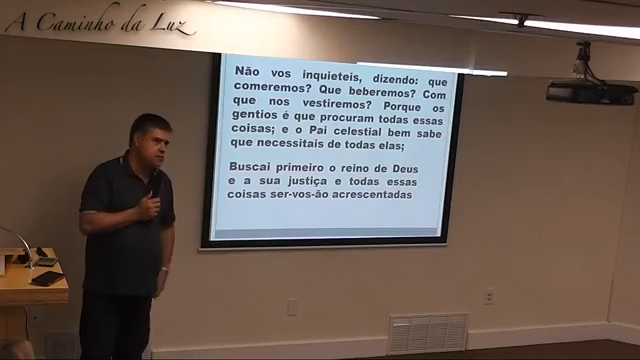 A Caminho da Luz
Não vos inquieteis, dizendo: que
comeremos? Que beberemos? Com
que nos vestiremos? Porque os
gentios é que procuram todas essas
coisas; e o Pai celestial bem sabe
que necessitais de todas elas;
Buscai primeiro o reino de Deus
e a sua justiça e todas essas
coisas ser-vos-ão acrescentadas